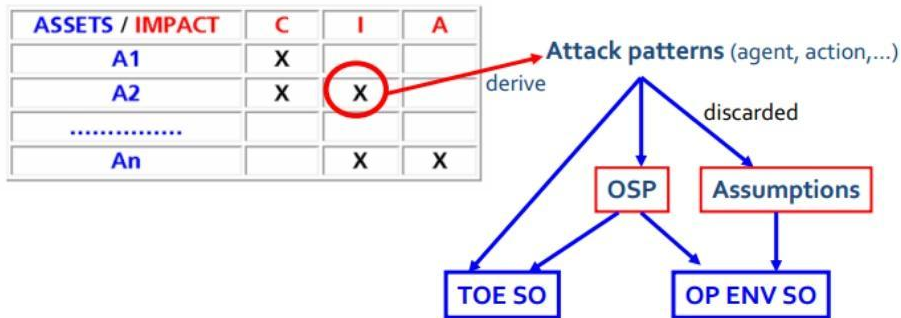 ASSETS / IMPACT C I A
A1 X
A2 X X
...............
An X X
derive
Attack patterns (agent, action,...)
discarded
OSP
Assumptions
TOE SO
OP ENV SO